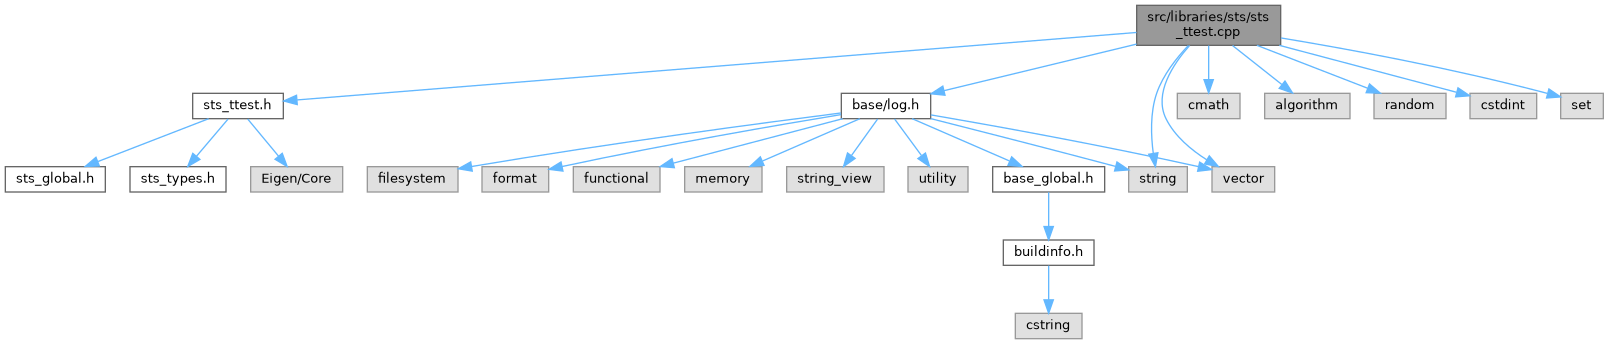 src/libraries/sts/sts
_ttest.cpp
sts_ttest.h
base/log.h
cmath
algorithm
random
cstdint
set
sts_global.h
sts_types.h
Eigen/Core
filesystem
format
functional
memory
string_view
utility
base_global.h
string
vector
buildinfo.h
cstring